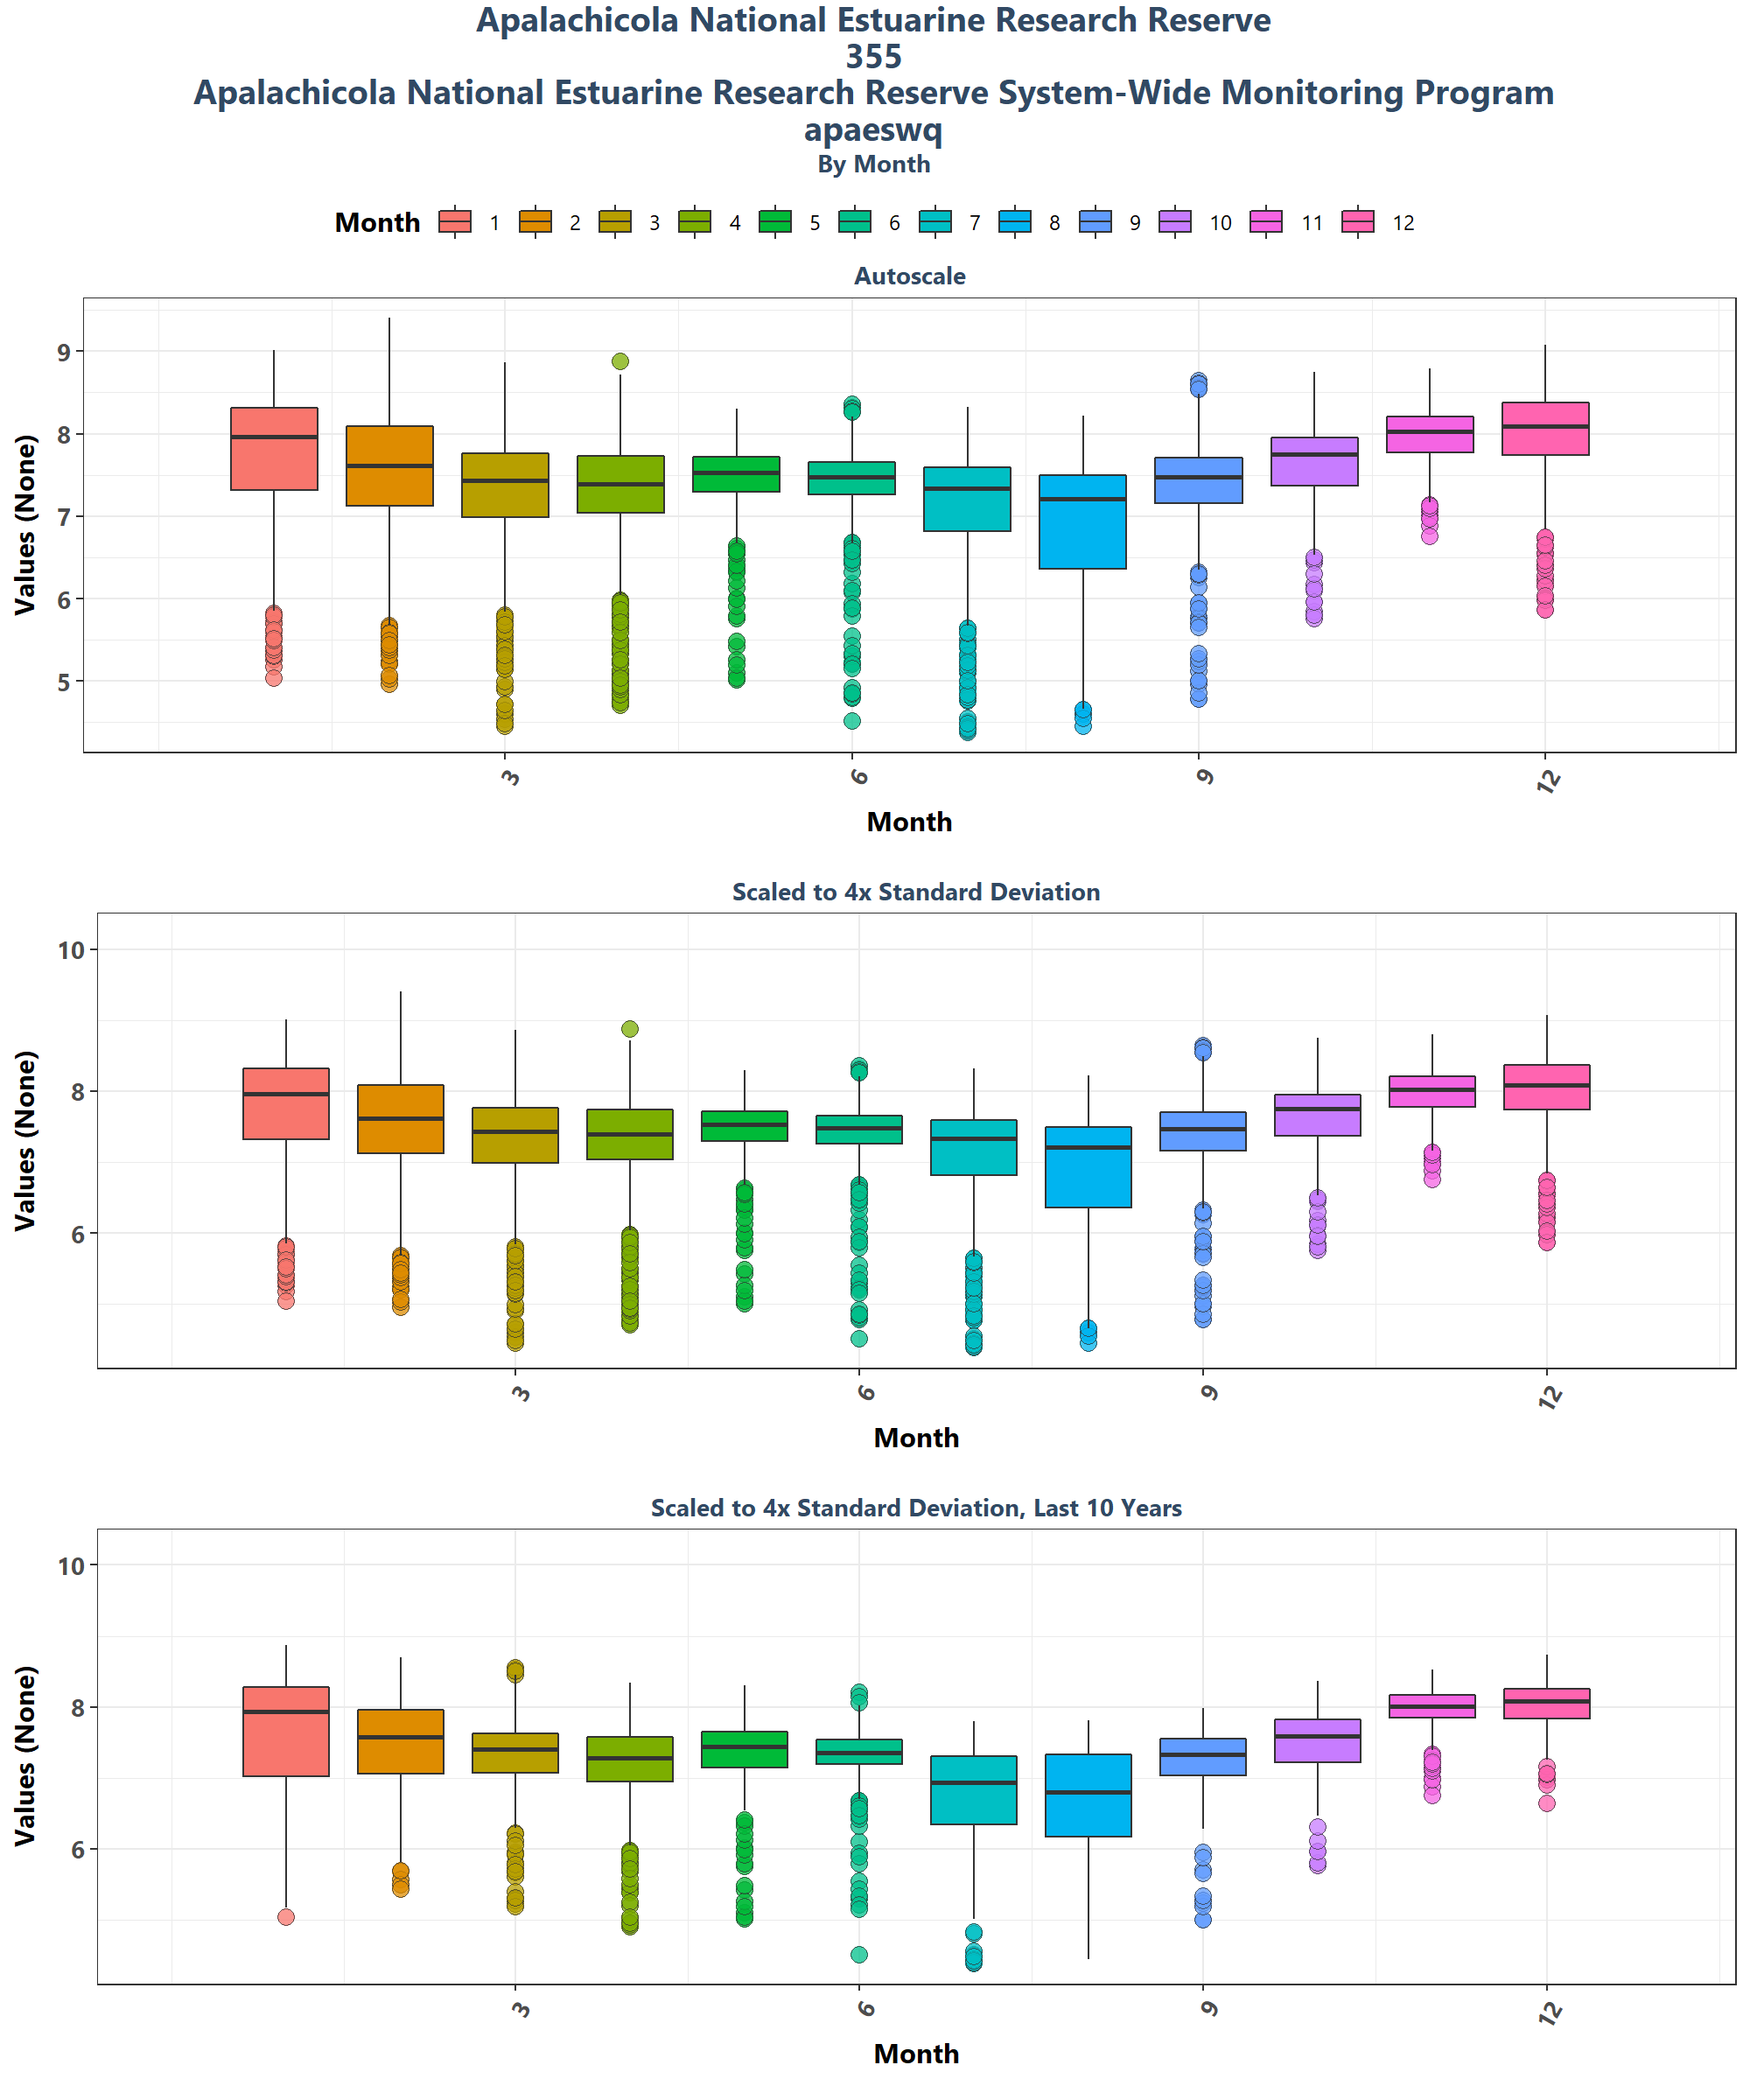 Apalachicola National Estuarine Research Reserve
355
Apalachicola National Estuarine Research Reserve System-Wide Monitoring Program
apaeswq
By Month
Month 1 2 3 4 5 6 7 8 9 10 11 12
Autoscale
Values (None)
9
8
7
6
5
3 6 9 12
Month
Scaled to 4x Standard Deviation
Values (None)
10
8
6
3 6 9 12
Month
Scaled to 4x Standard Deviation, Last 10 Years
Values (None)
10
8
6
3 6 9 12
Month